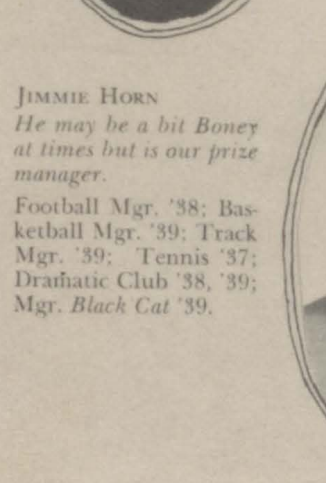 JIMMIE HORN
He may be a bit Boney
at times but is our prize
manager.
Football Mgr. '38; Bas-
ketball Mgr. '39; Track
Mgr. '39; Tennis '37;
Dramatic Club '38, '39;
Mgr. Black Cat '39.